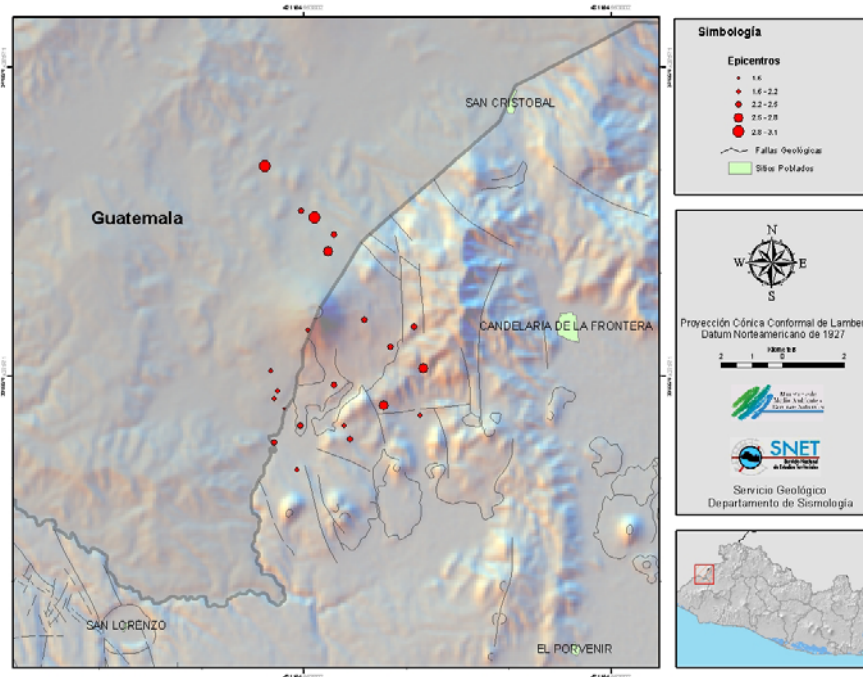 SAN CRISTOBAL
Guatemala
CANDELARIA DE LA FRONTERA
SAN LORENZO
EL PORVENIR
Simbología
Epicentros
1.6
1.6 - 2.2
2.2 - 2.5
2.5 - 2.8
2.8 - 3.1
Fallas Geológicas
Sitios Poblados
N
W E
S
Proyección Cónica Conformal de Lamber
Datum Norteamericano de 1927
2 1 0 2
SNET
Servicio Geológico
Departamento de Sismología